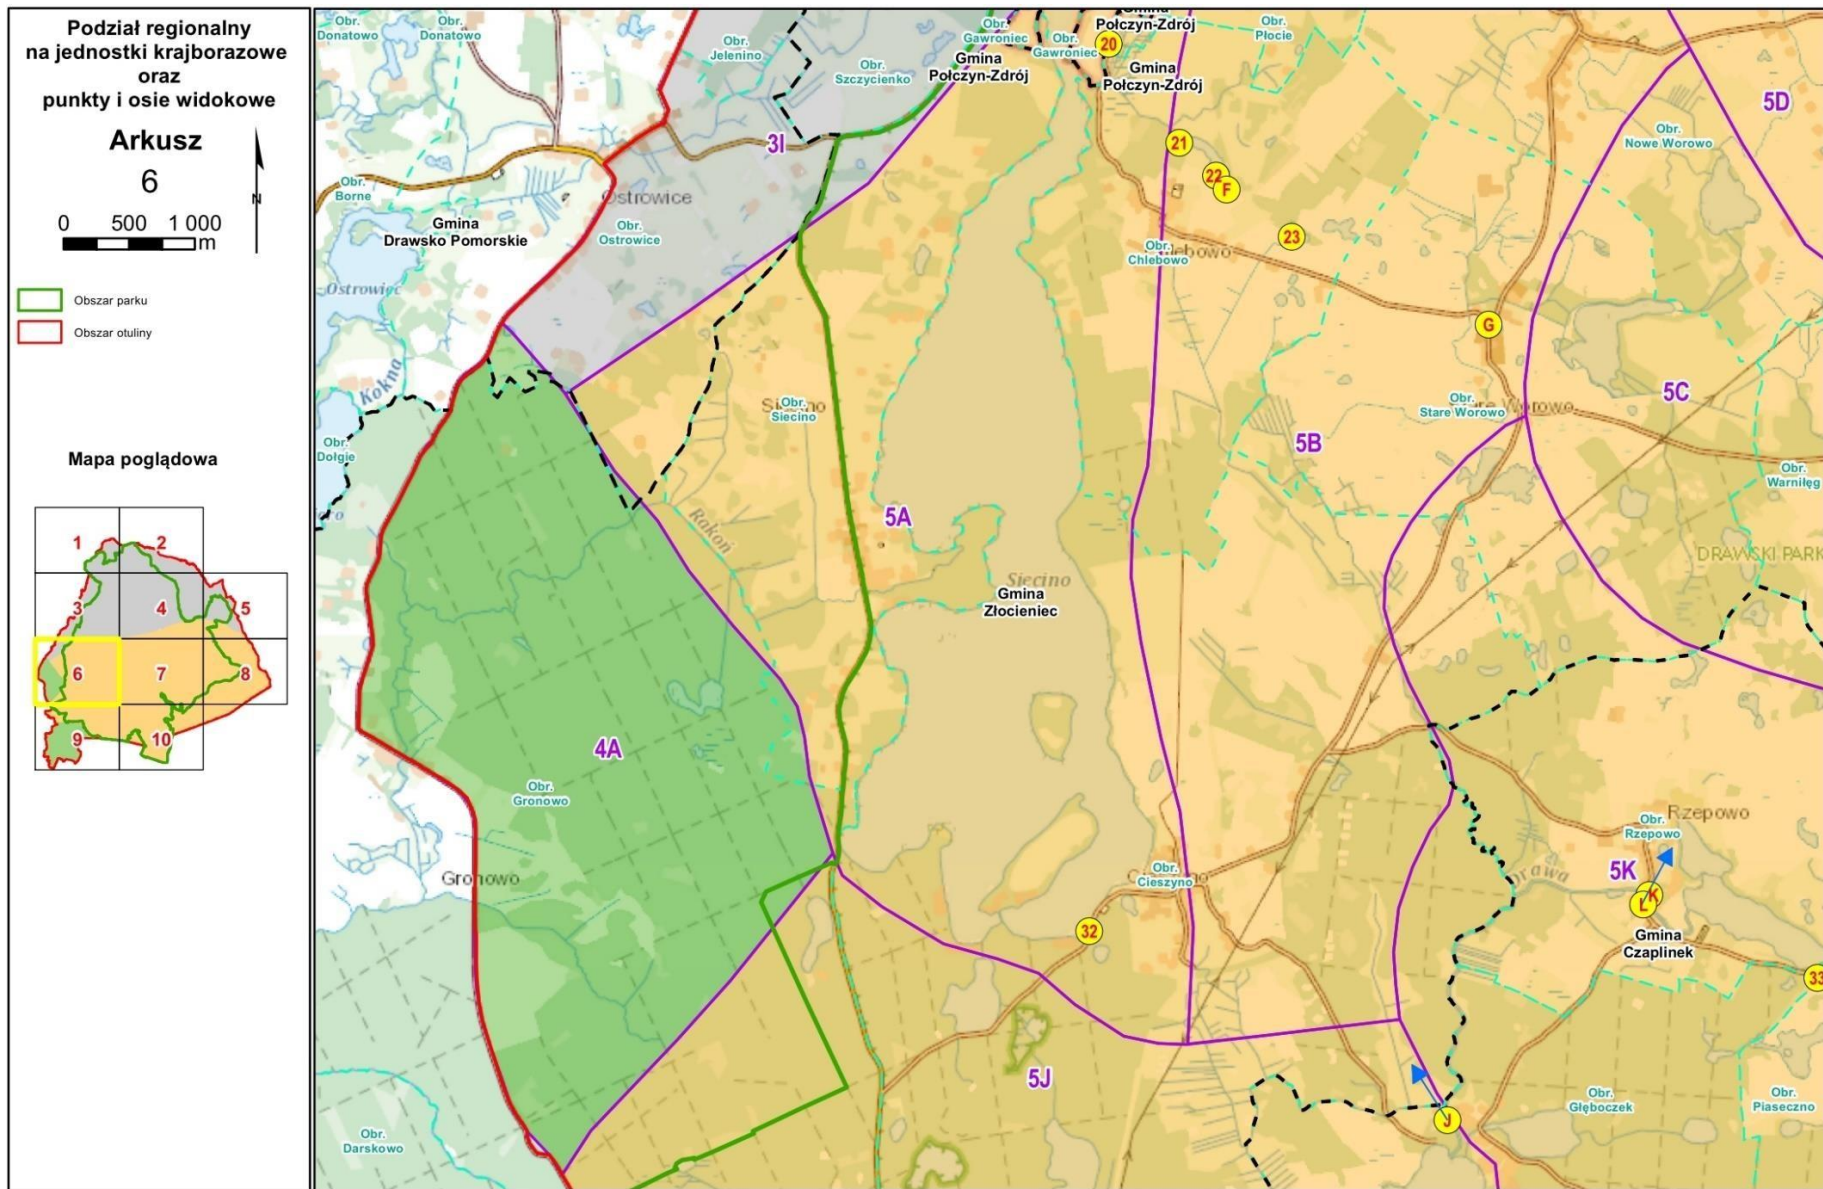 Podział regionalny
na jednostki krajborazowe
oraz
punkty i osie widokowe
Arkusz
6
N
0 500 1 000
m
Obszar parku
Obszar otuliny
Mapa poglądowa
1
2
3
4
5
6
7
8
9
10
Obr.
Donatowo
Obr.
Donatowo
Obr.
Jelenino
Obr.
Szczycienko
Obr.
Gawroniec
Gmina
Połczyn-Zdrój
Obr.
Gawroniec
Połczyn-Zdrój
20
Gmina
Połczyn-Zdrój
Obr.
Płocie
5D
Obr.
Nowe Worowo
3I
21
22
F
23
Obr.
Borne
Gmina
Drawsko Pomorskie
Ostrowice
Obr.
Ostrowice
Obr.
Chlebowo
Ostrowiec
G
Kokna
Siecino
Obr.
Siecino
Obr.
Stare Worowo
5C
5B
Obr.
Dołgie
Obr.
Warniłęg
Rakoń
5A
DRAWSKI PARK
Siecino
Gmina
Złocieniec
4A
Obr.
Gronowo
Rzepowo
Obr.
Rzepowo
Gronowo
Obr.
Cieszyno
Drawa
5K
K
L
32
Gmina
Czaplinek
33
5J
J
Obr.
Głęboczek
Obr.
Piaseczno
Obr.
Darskowo